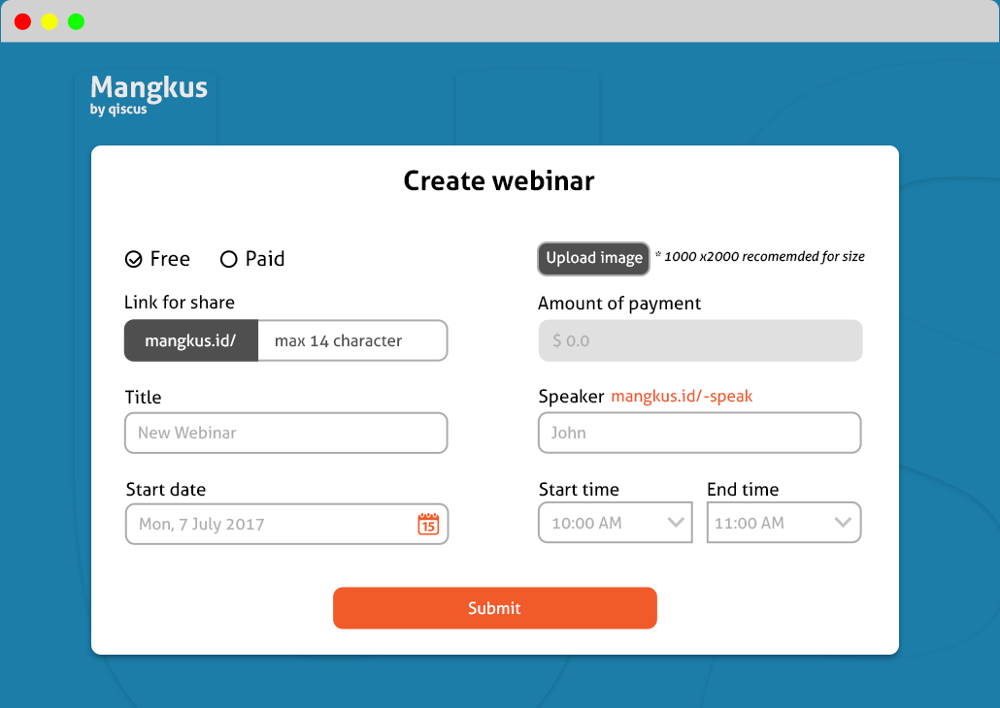 Mangkus
by qiscus
Create webinar
Free
Paid
Upload image
* 1000 x2000 recomemded for size
Link for share
mangkus.id/
max 14 character
Amount of payment
$ 0.0
Title
New Webinar
Speaker mangkus.id/-speak
John
Start date
Mon, 7 July 2017
15
Start time
10:00 AM
End time
11:00 AM
Submit